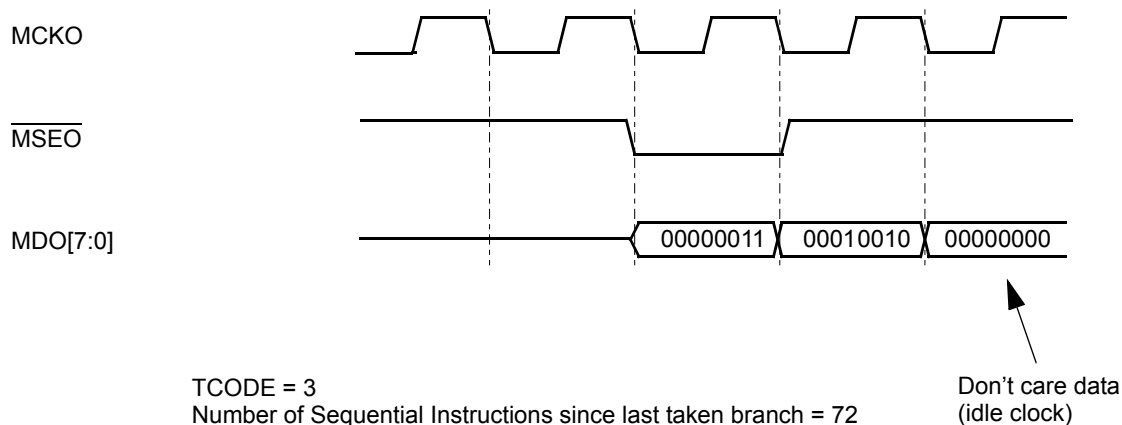 MCKO
MSEO
MDO[7:0]
00000011 00010010 00000000
TCODE = 3
Number of Sequential Instructions since last taken branch = 72
Don't care data
(idle clock)